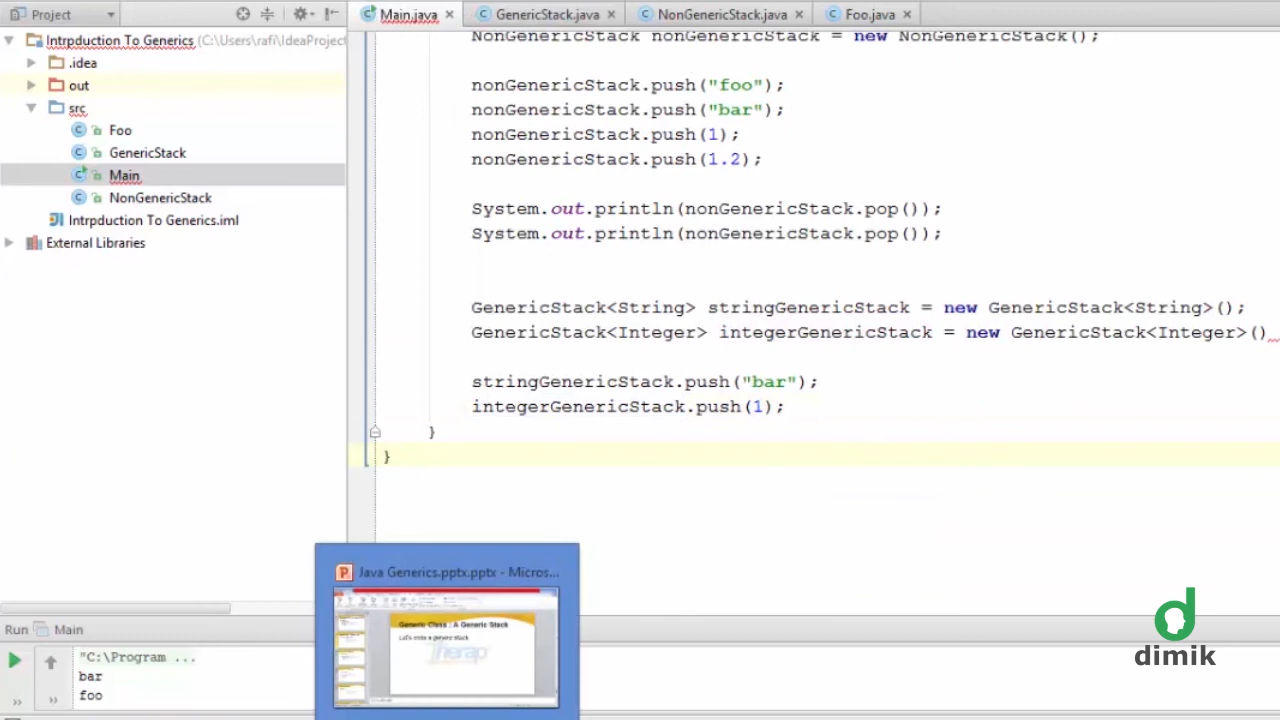 Project
Main.java
GenericStack.java
NonGenericStack.java
Foo.java
Intrpduction To Generics (C:\Users\rafi\IdeaProject
.idea
out
src
Foo
GenericStack
Main
NonGenericStack
Intrpduction To Generics.iml
External Libraries
NonGenericStack nonGenericStack = new NonGenericStack();
nonGenericStack.push("foo");
nonGenericStack.push("bar");
nonGenericStack.push(1);
nonGenericStack.push(1.2);
System.out.println(nonGenericStack.pop());
System.out.println(nonGenericStack.pop());
GenericStack<String> stringGenericStack = new GenericStack<String>();
GenericStack<Integer> integerGenericStack = new GenericStack<Integer>()
stringGenericStack.push("bar");
integerGenericStack.push(1);
}
}
Java Generics.pptx.pptx - Micros...
Generic Class : A Generic Stack
Let's write a generic stack
Therap
Run Main
"C:\Program ...
bar
foo
dimik